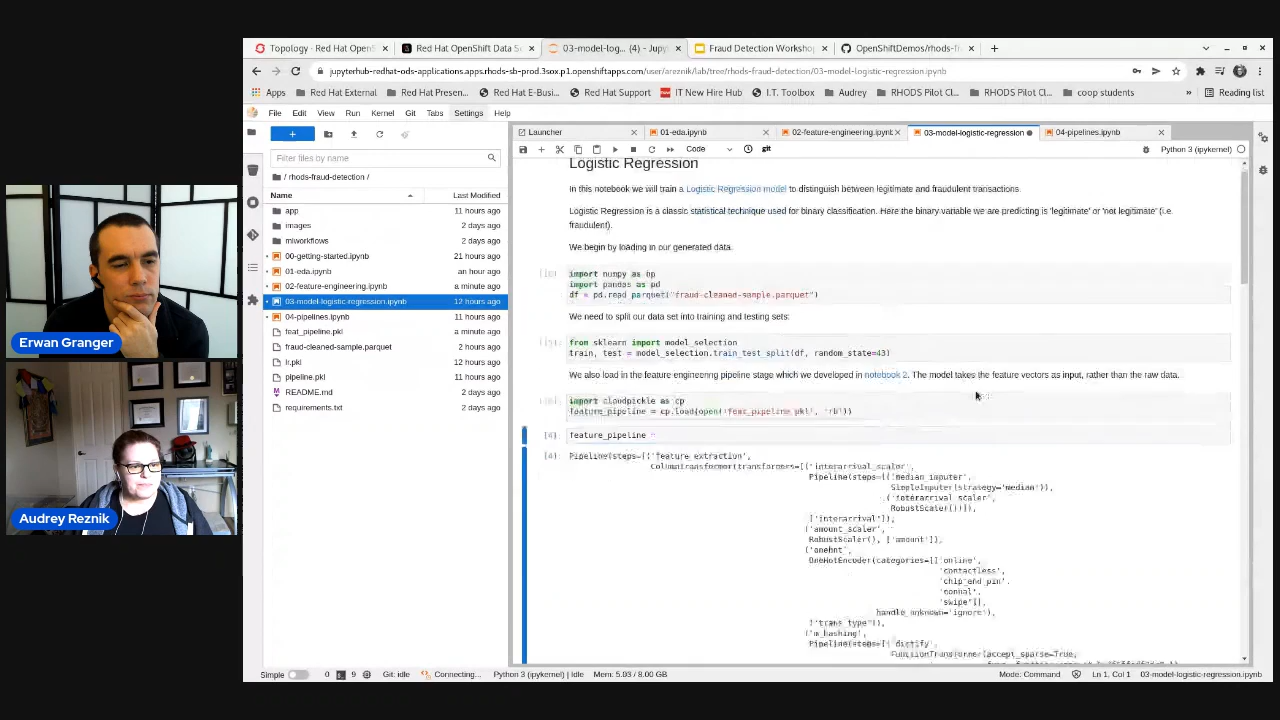 Topology · Red Hat OpenShift
Red Hat OpenShift Data Se
03-model-log... (4) - Jupyt
Fraud Detection Workshop
OpenShiftDemos/rhods-fr
jupyterhub-redhat-ods-applications.apps.rhods-sb-prod.3sox.p1.openshiftapps.com/user/areznik/lab/tree/rhods-fraud-detection/03-model-logistic-regression.ipynb
Apps
Red Hat External
Red Hat Presen...
Red Hat E-Busi...
Red Hat Support
IT New Hire Hub
I.T. Toolbox
Audrey
RHODS Pilot Cl...
RHODS Pilot Cl...
coop students
»
Reading list
File Edit View Run Kernel Git Tabs Settings Help
Launcher
01-eda.ipynb
02-feature-engineering.ipynb
03-model-logistic-regression
04-pipelines.ipynb
Code
git
Python 3 (ipykernel)
Filter files by name
/ rhods-fraud-detection /
Name Last Modified
app 11 hours ago
images 2 days ago
mlworkflows 2 days ago
00-getting-started.ipynb 21 hours ago
01-eda.ipynb an hour ago
02-feature-engineering.ipynb a minute ago
03-model-logistic-regression.ipynb 12 hours ago
04-pipelines.ipynb 11 hours ago
feat_pipeline.pkl a minute ago
fraud-cleaned-sample.parquet 2 hours ago
lr.pkl 12 hours ago
pipeline.pkl 11 hours ago
README.md 2 days ago
requirements.txt 2 days ago
Logistic Regression
In this notebook we will train a Logistic Regression model to distinguish between legitimate and fraudulent transactions.
Logistic Regression is a classic statistical technique used for binary classification. Here the binary variable we are predicting is 'legitimate' or 'not legitimate' (i.e.
fraudulent).
We begin by loading in our generated data.
import numpy as np
import pandas as pd
df = pd.read_parquet("fraud-cleaned-sample.parquet")
We need to split our data set into training and testing sets:
from sklearn import model_selection
train, test = model_selection.train_test_split(df, random_state=43)
We also load in the feature engineering pipeline stage which we developed in notebook 2. The model takes the feature vectors as input, rather than the raw data.
import cloudpickle as cp
feature_pipeline = cp.load(open('feat_pipeline.pkl', 'rb'))
[4] feature_pipeline
[4] Pipeline(steps=[('feature_extraction',
ColumnTransformer(transformers=[('interarrival_scaler',
Pipeline(steps=[('median_imputer',
SimpleImputer(strategy='median')),
('interarrival_scaler',
RobustScaler())]),
['interarrival']),
('amount_scaler',
RobustScaler(), ['amount']),
OneHotEncoder(categories=[['online',
'contactless',
'chip_and_pin',
'swipe']],
handle_unknown='ignore'),
['trans_type']),
('m_hashing',
Pipeline(steps=[('dictify',
FunctionTransformer(accept_sparse=True,
Erwan Granger
Audrey Reznik
Simple 0 9 Git: idle Connecting... Python 3 (ipykernel) | Idle Mem: 5.03 / 8.00 GB Mode: Command Ln 1, Col 1 03-model-logistic-regression.ipynb